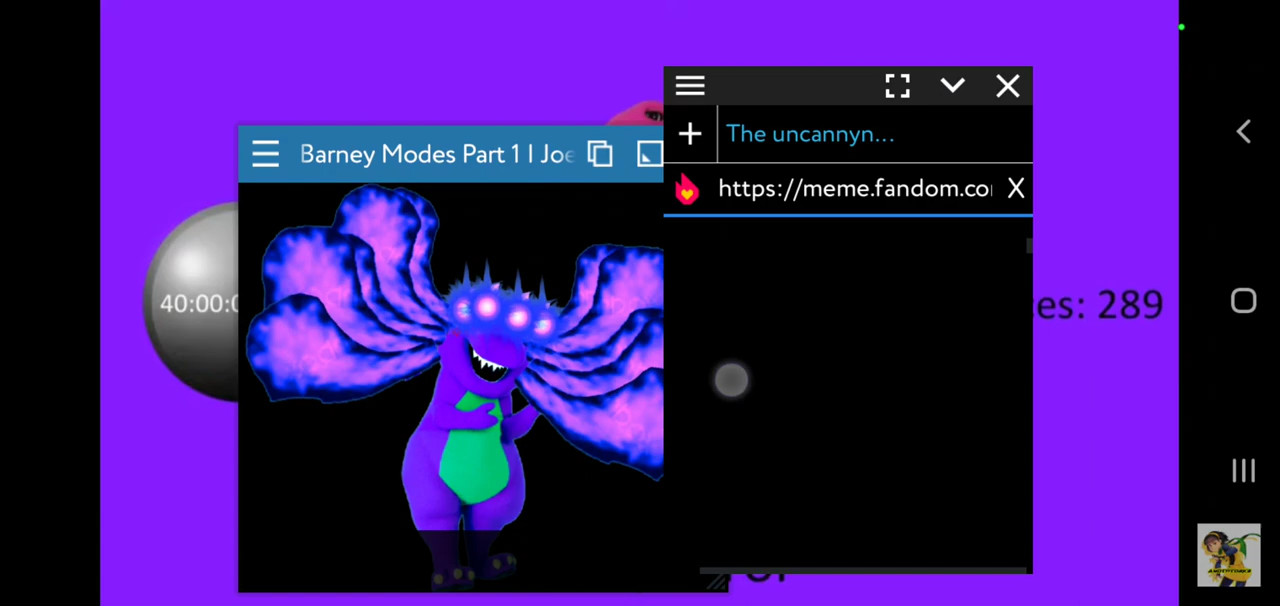 The uncannyn...
Barney Modes Part 1 I Joe
https://meme.fandom.co
X
40:00:0
es: 289